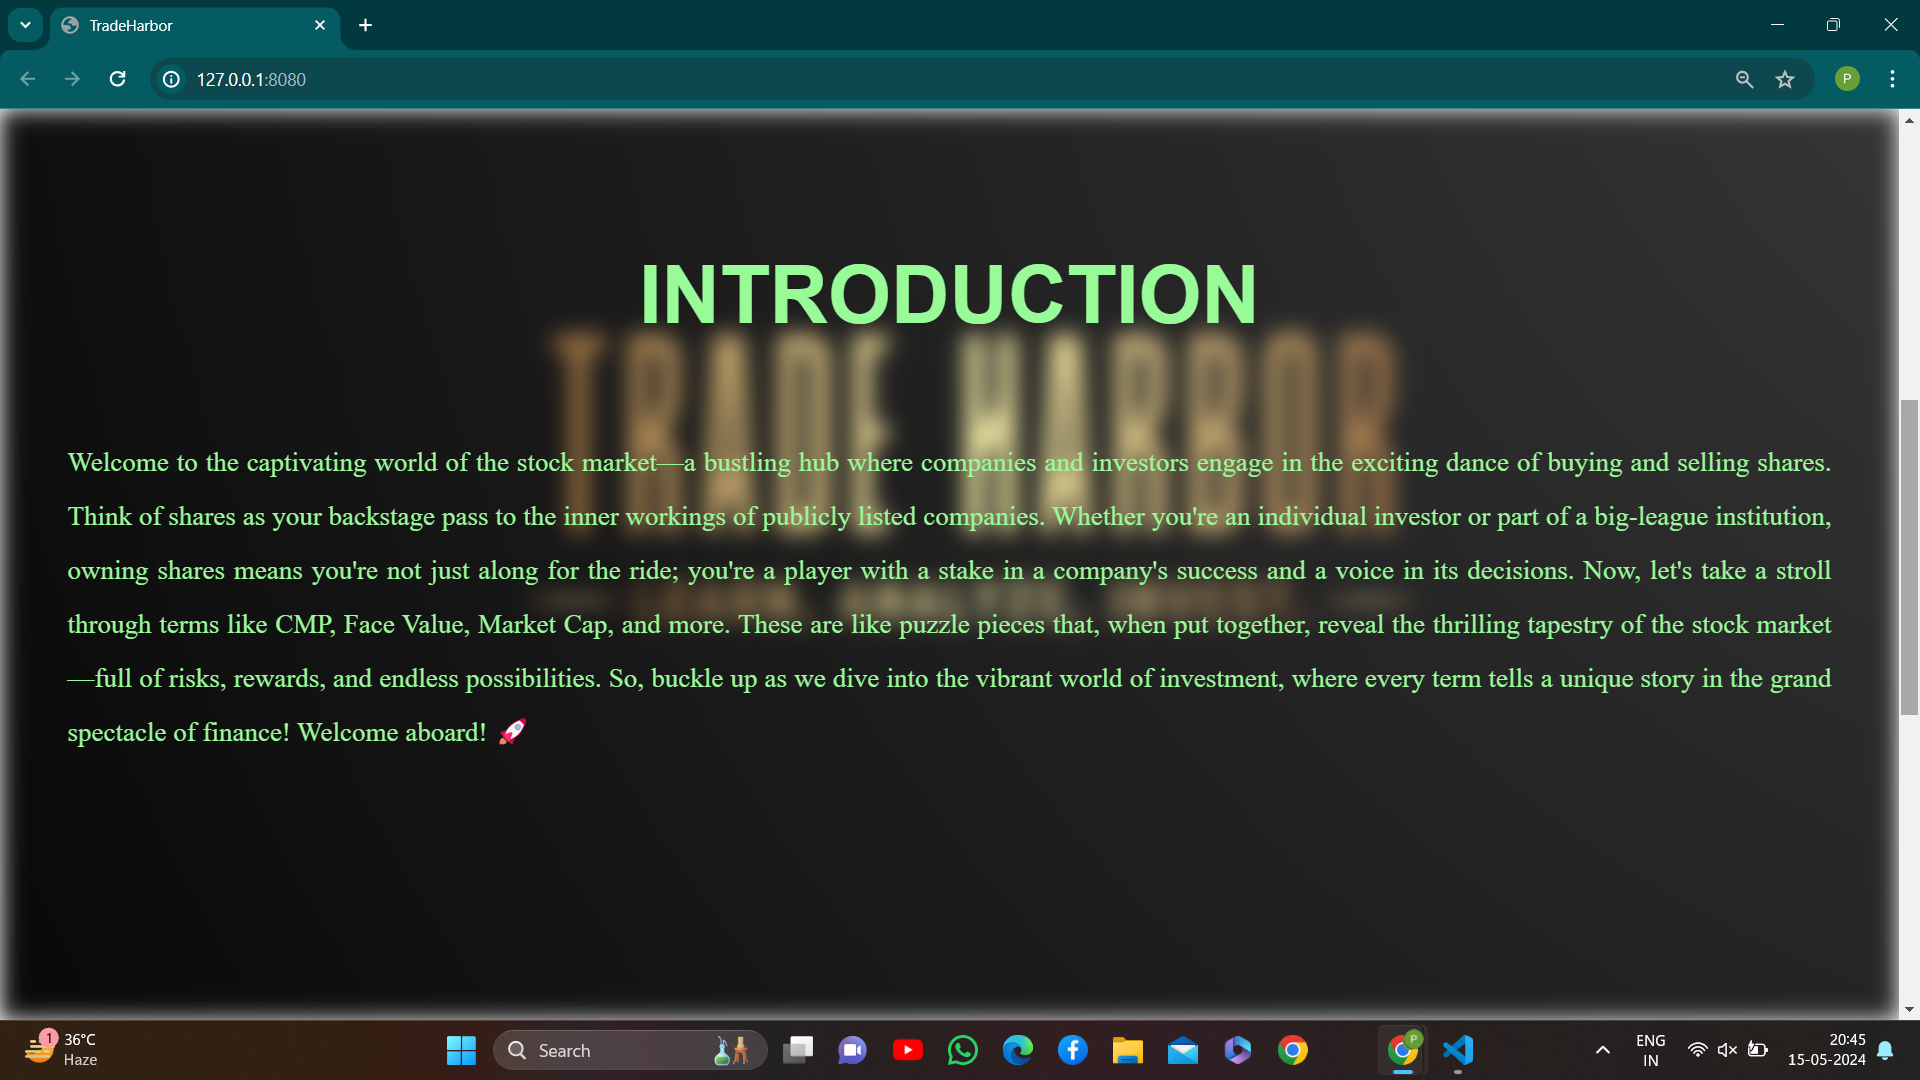 TradeHarbor
127.0.0.1:8080
P
INTRODUCTION
TRADE HARBOR
Welcome to the captivating world of the stock market—a bustling hub where companies and investors engage in the exciting dance of buying and selling shares.
Think of shares as your backstage pass to the inner workings of publicly listed companies. Whether you're an individual investor or part of a big-league institution,
owning shares means you're not just along for the ride; you're a player with a stake in a company's success and a voice in its decisions. Now, let's take a stroll
through terms like CMP, Face Value, Market Cap, and more. These are like puzzle pieces that, when put together, reveal the thrilling tapestry of the stock market
—full of risks, rewards, and endless possibilities. So, buckle up as we dive into the vibrant world of investment, where every term tells a unique story in the grand
spectacle of finance! Welcome aboard! 🚀
1
36°C
Haze
Search
P
ENG
IN
20:45
15-05-2024